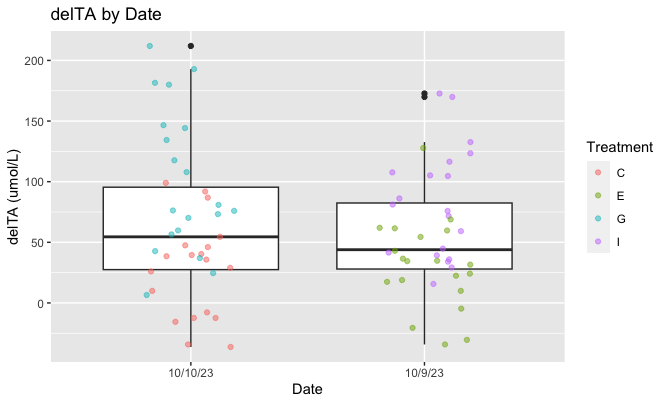 delTA by Date
delTA (umol/L)
200
150
100
50
0
10/10/23
10/9/23
Date
Treatment
C
E
G
I